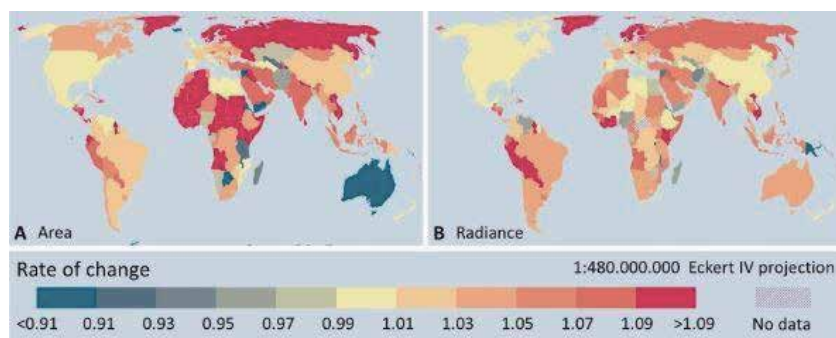 A Area
B Radiance
Rate of change
1:480.000.000 Eckert IV projection
<0.91 0.91 0.93 0.95 0.97 0.99 1.01 1.03 1.05 1.07 1.09 >1.09 No data